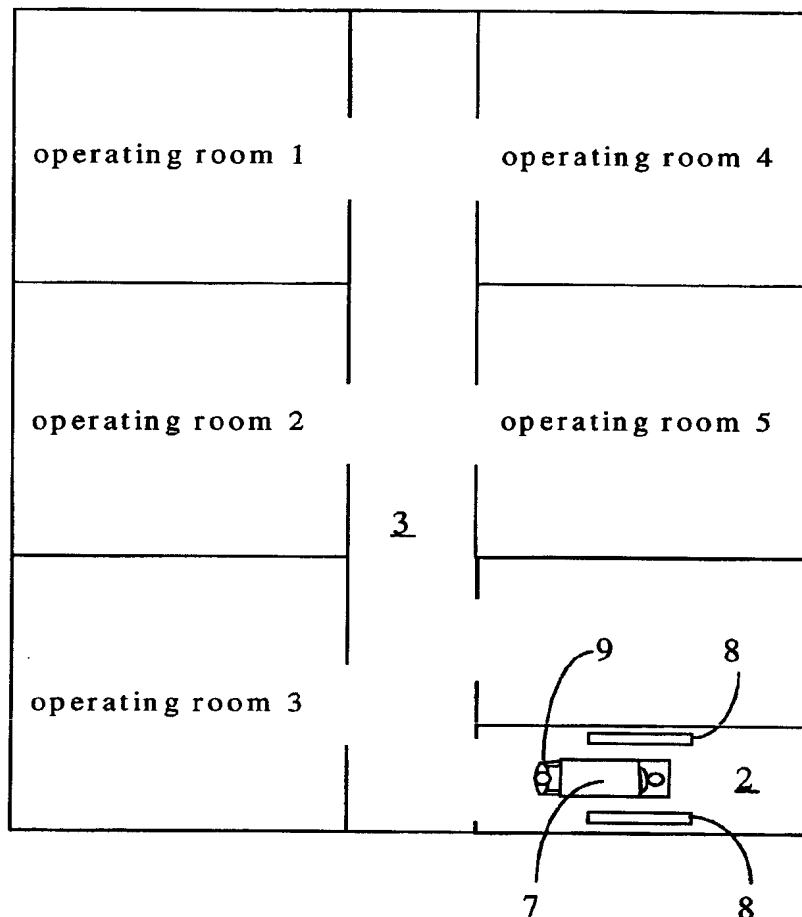 operating room 1
operating room 4
operating room 2
operating room 5
3
9
8
operating room 3
2
7
8